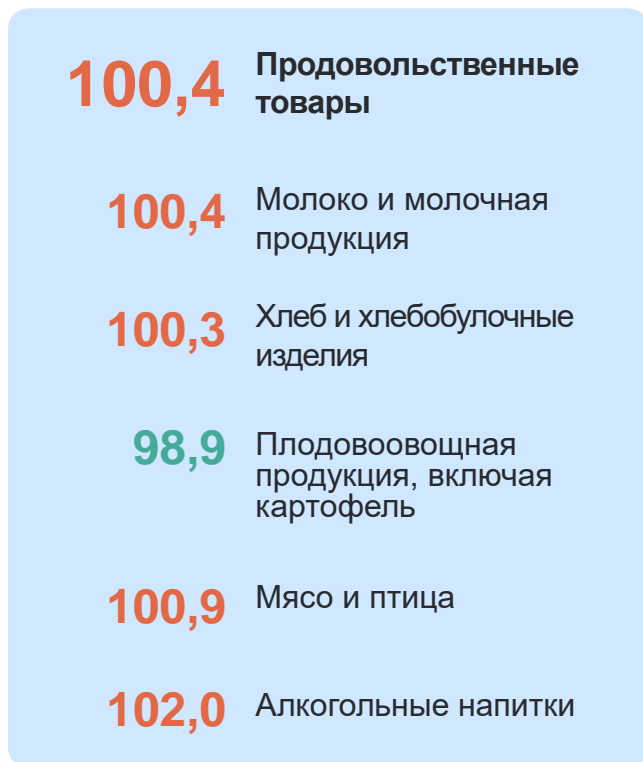 100,4 Продовольственные
товары
100,4 Молоко и молочная
продукция
100,3 Хлеб и хлебобулочные
изделия
98,9 Плодовоовощная
продукция, включая
картофель
100,9 Мясо и птица
102,0 Алкогольные напитки